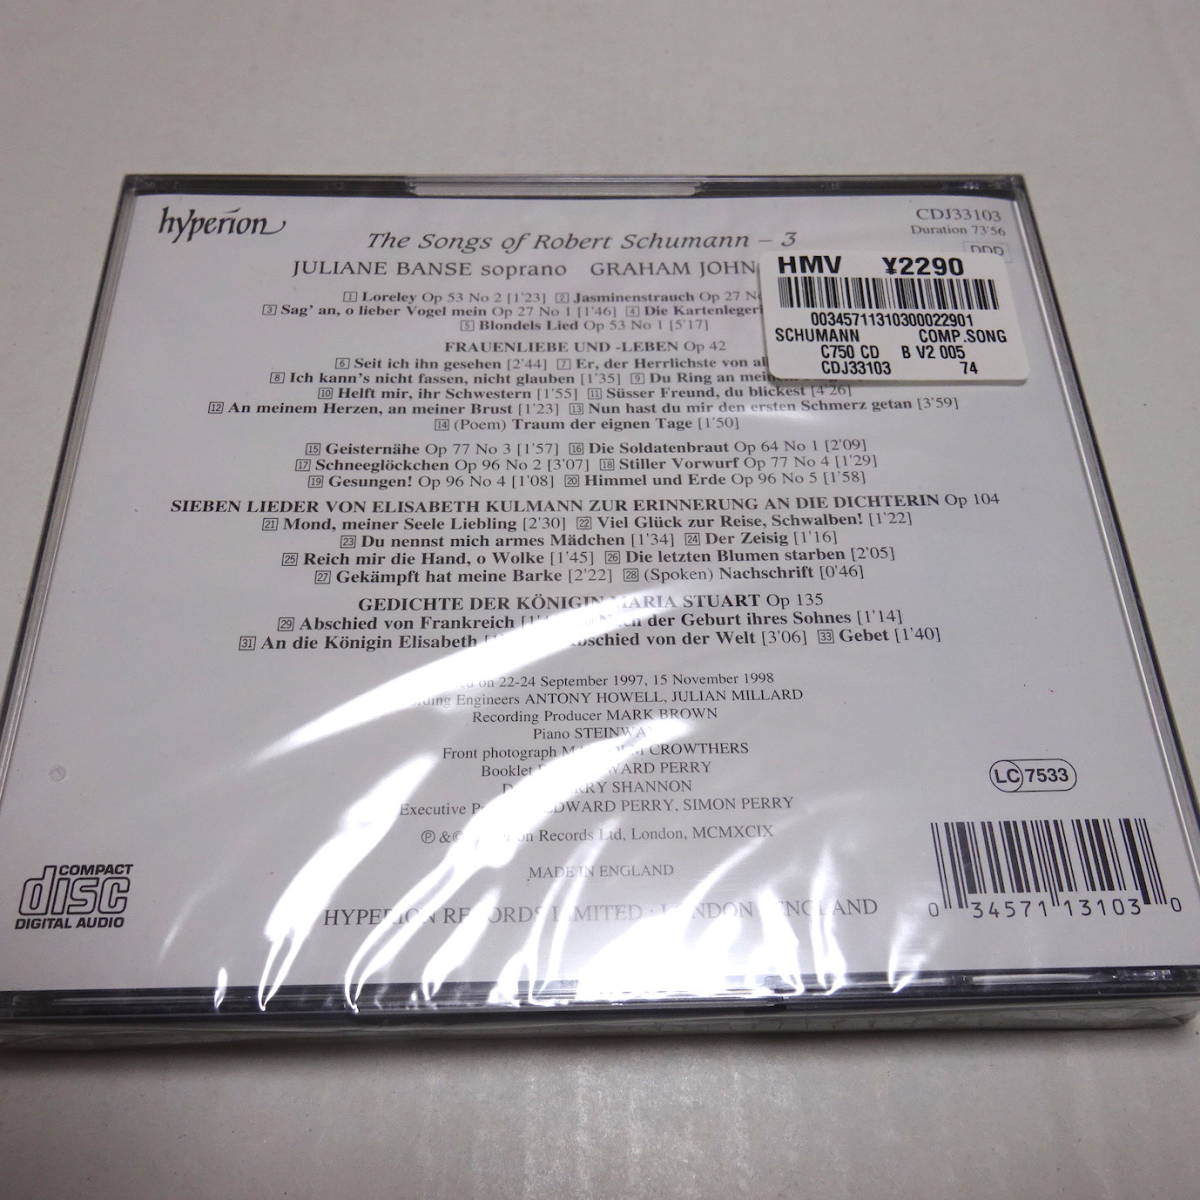 hyperion
CDJ33103
Duration 73'56
DDD
The Songs of Robert Schumann – 3
JULIANE BANSE soprano GRAHAM JOHN
HMV ¥2290
00345711310300022901
SCHUMANN COMP.SONG
C750 CD B V2 005
CDJ33103 74
1 Loreley Op 53 No 2 [1'23] 2 Jasminenstrauch Op 27
3 Sag' an, o lieber Vogel mein Op 27 No 1 [1'46] 4 Die Kartenlegerin
5 Blondels Lied Op 53 No 1 [5'17]
FRAUENLIEBE UND -LEBEN Op 42
6 Seit ich ihn gesehen [2'44] 7 Er, der Herrlichste von
8 Ich kann's nicht fassen, nicht glauben [1'35] 9 Du Ring an
10 Helft mir, ihr Schwestern [1'55] 11 Süsser Freund, du blickest [4'26]
12 An meinem Herzen, an meiner Brust [1'23] 13 Nun hast du mir den ersten Schmerz getan [3'59]
14 (Poem) Traum der eignen Tage [1'50]
15 Geisternähe Op 77 No 3 [1'57] 16 Die Soldatenbraut Op 64 No 1 [2'09]
17 Schneeglöckchen Op 96 No 2 [3'07] 18 Stiller Vorwurf Op 77 No 4 [1'29]
19 Gesungen! Op 96 No 4 [1'08] 20 Himmel und Erde Op 96 No 5 [1'58]
SIEBEN LIEDER VON ELISABETH KULMANN ZUR ERINNERUNG AN DIE DICHTERIN Op 104
21 Mond, meiner Seele Liebling [2'30] 22 Viel Glück zur Reise, Schwalben! [1'22]
23 Du nennst mich armes Mädchen [1'34] 24 Der Zeisig [1'16]
25 Reich mir die Hand, o Wolke [1'45] 26 Die letzten Blumen starben [2'05]
27 Gekämpft hat meine Barke [2'22] 28 (Spoken) Nachschrift [0'46]
GEDICHTE DER KÖNIGIN MARIA STUART Op 135
29 Abschied von Frankreich der Geburt ihres Sohnes [1'14]
31 An die Königin Elisabeth Abschied von der Welt [3'06] 33 Gebet [1'40]
on 22-24 September 1997, 15 November 1998
Engineers ANTONY HOWELL, JULIAN MILLARD
Recording Producer MARK BROWN
Piano STEINWAY
Front photograph CROWTHERS
Booklet PERRY
SHANNON
Executive EDWARD PERRY, SIMON PERRY
℗ & © Records Ltd, London, MCMXCIX
MADE IN ENGLAND
HYPERION RECORDS LIMITED · LONDON ENGLAND
LC 7533
COMPACT
disc
DIGITAL AUDIO
0 34571 13103 0